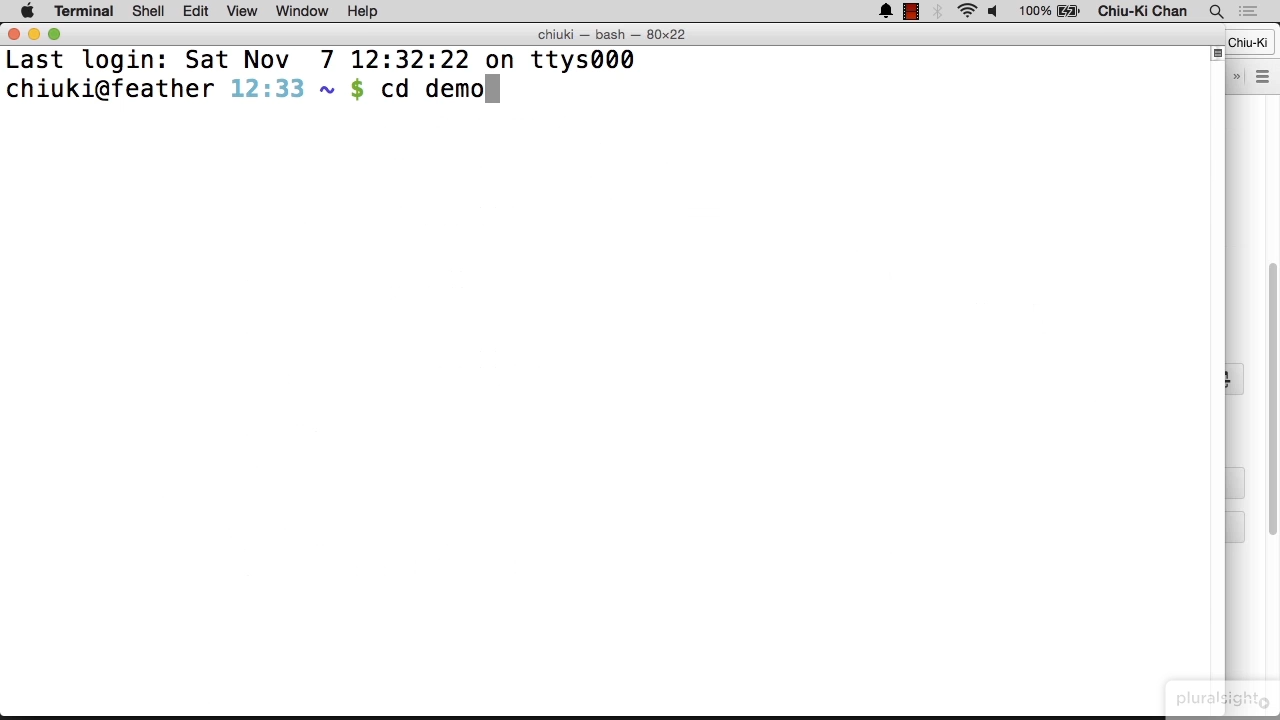 Terminal Shell Edit View Window Help 100% Chiu-Ki Chan
chiuki — bash — 80×22
Chiu-Ki
Last login: Sat Nov  7 12:32:22 on ttys000
chiuki@feather 12:33 ~ $ cd demo
»
pluralsight